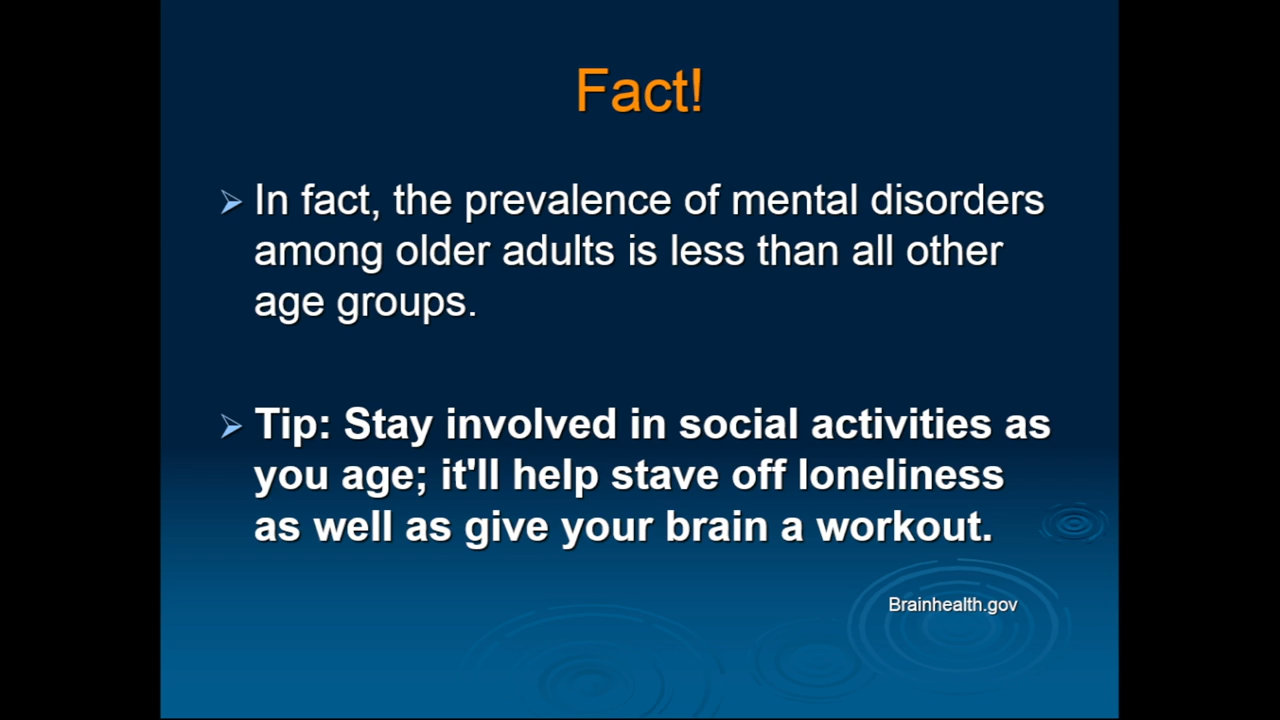 Fact!
In fact, the prevalence of mental disorders
among older adults is less than all other
age groups.
Tip: Stay involved in social activities as
you age; it'll help stave off loneliness
as well as give your brain a workout.
Brainhealth.gov